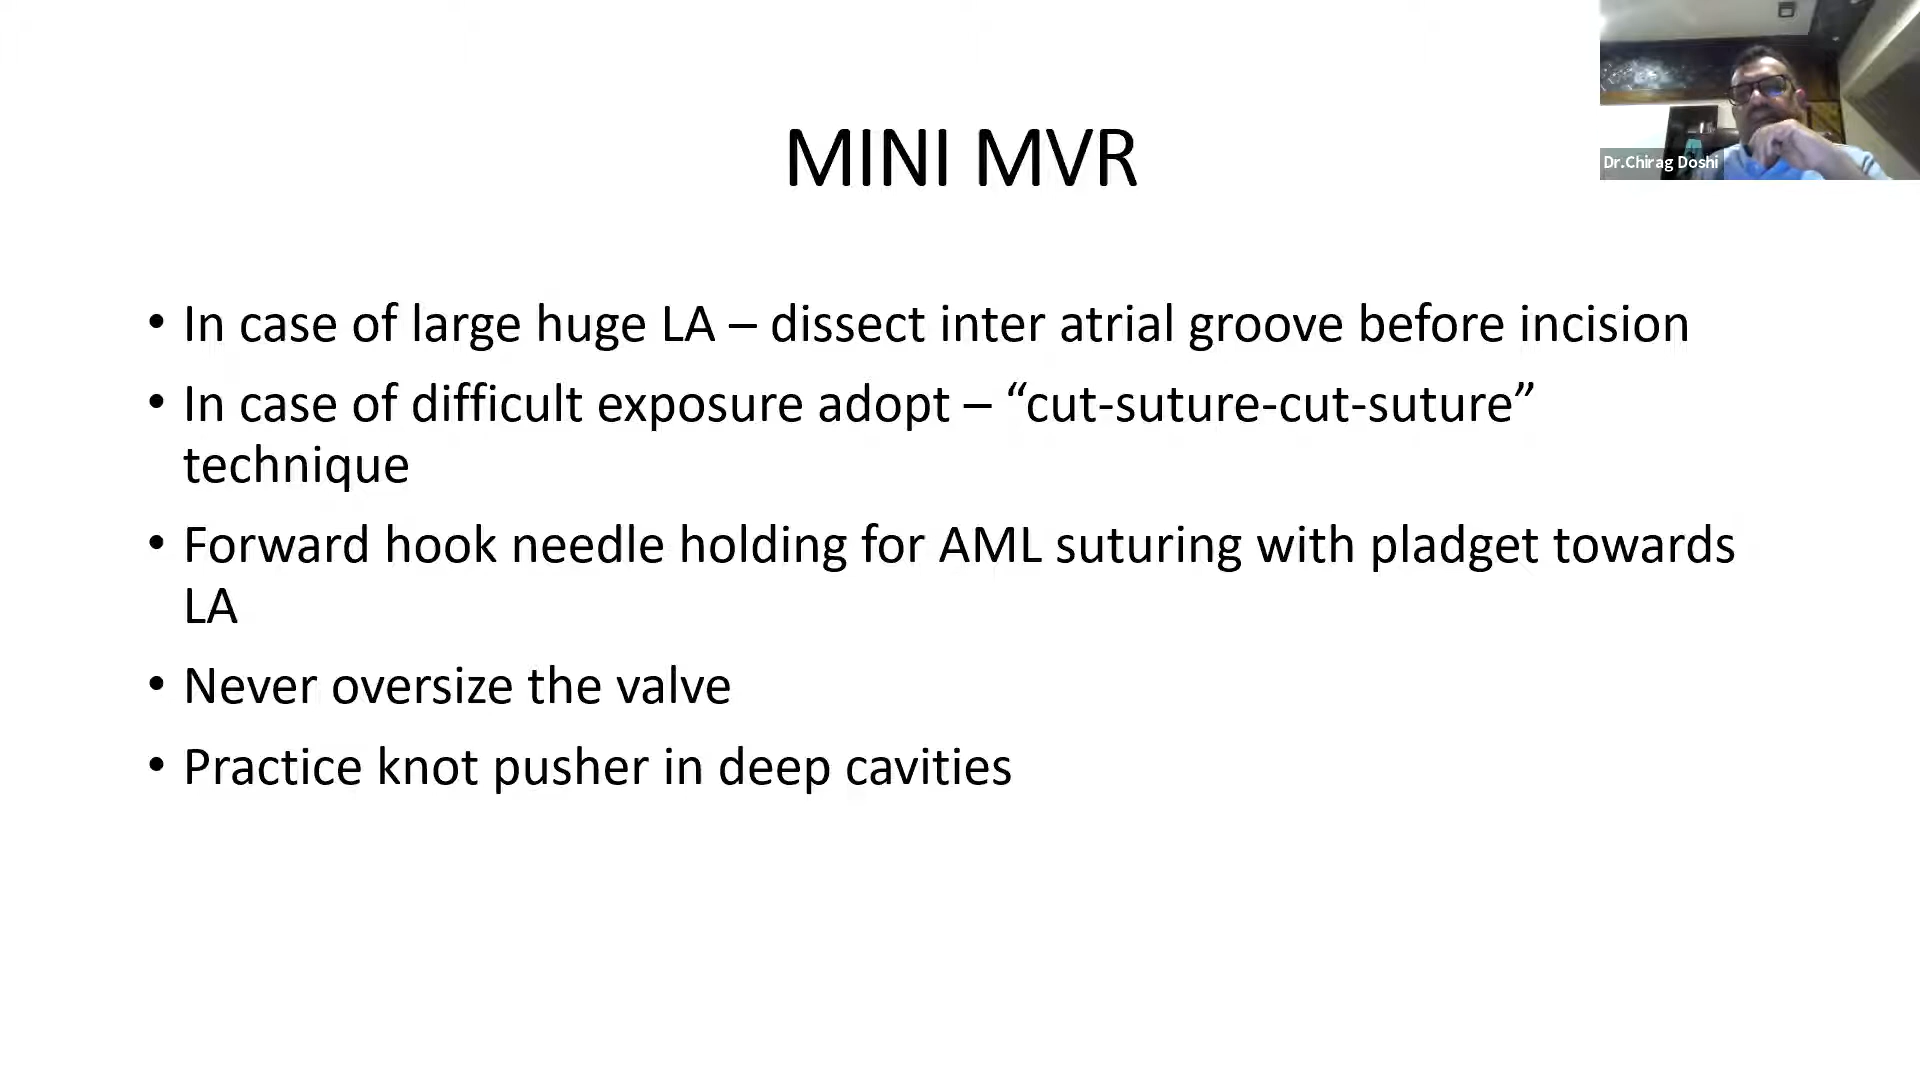 MINI MVR
Dr.Chirag Doshi
• In case of large huge LA – dissect inter atrial groove before incision
• In case of difficult exposure adopt – “cut-suture-cut-suture”
technique
• Forward hook needle holding for AML suturing with pladget towards
LA
• Never oversize the valve
• Practice knot pusher in deep cavities